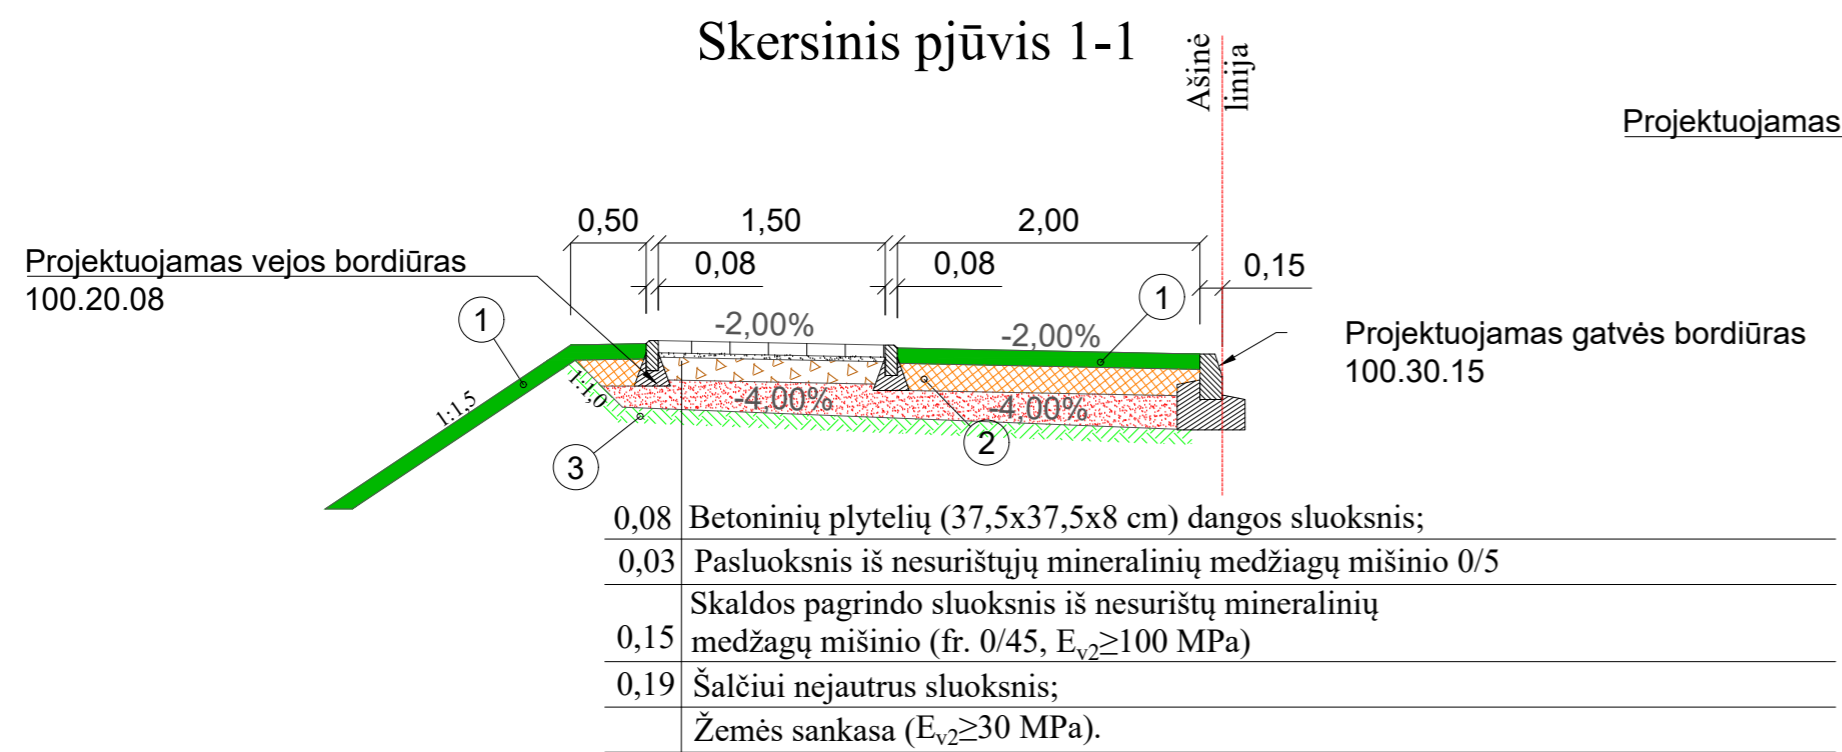 Skersinis pjūvis 1-1
Ašinė
linija
Projektuojamas
0,50
1,50
2,00
0,08
0,08
0,15
Projektuojamas vejos bordiūras
100.20.08
1
1
-2,00%
-2,00%
Projektuojamas gatvės bordiūras
100.30.15
1:1,5
1:1,0
-4,00%
-4,00%
2
3
0,08 Betoninių plytelių (37,5x37,5x8 cm) dangos sluoksnis;
0,03 Pasluoksnis iš nesurištųjų mineralinių medžiagų mišinio 0/5
Skaldos pagrindo sluoksnis iš nesurištų mineralinių
0,15 medžagų mišinio (fr. 0/45, Ev2≥100 MPa)
0,19 Šalčiui nejautrus sluoksnis;
Žemės sankasa (Ev2≥30 MPa).